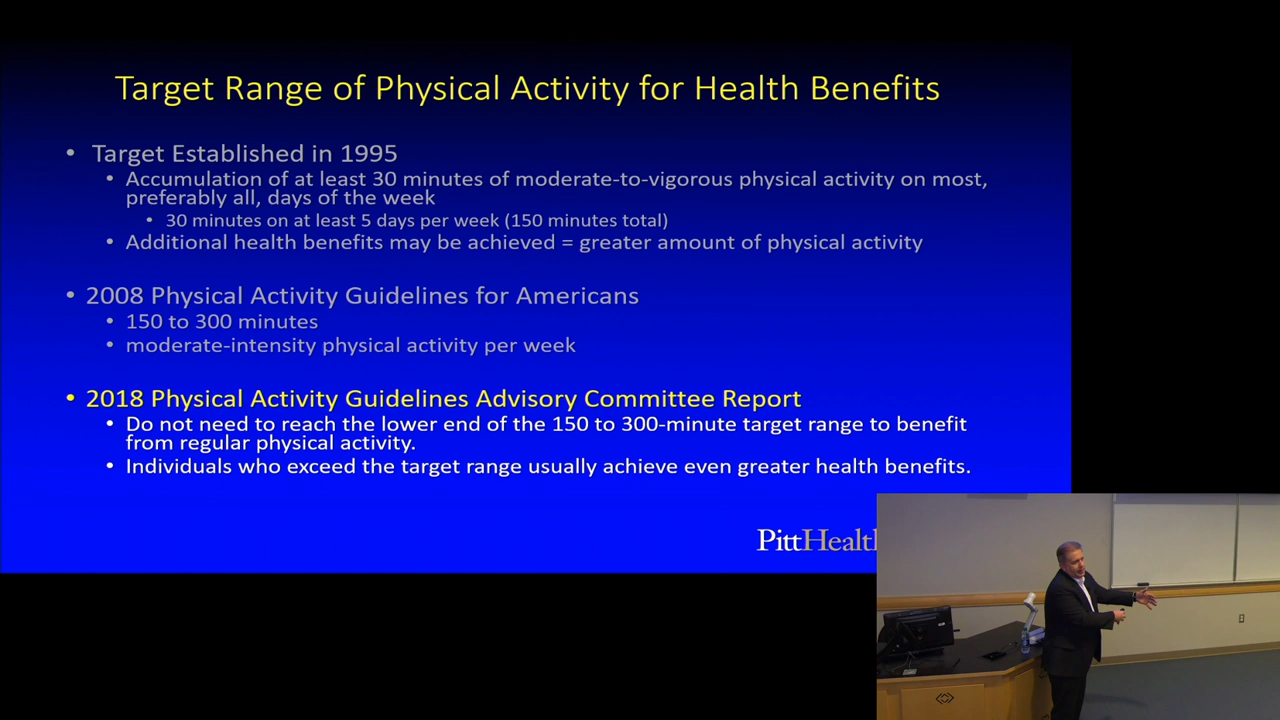 Target Range of Physical Activity for Health Benefits
• Target Established in 1995
• Accumulation of at least 30 minutes of moderate-to-vigorous physical activity on most,
preferably all, days of the week
• 30 minutes on at least 5 days per week (150 minutes total)
• Additional health benefits may be achieved = greater amount of physical activity
• 2008 Physical Activity Guidelines for Americans
• 150 to 300 minutes
• moderate-intensity physical activity per week
• 2018 Physical Activity Guidelines Advisory Committee Report
• Do not need to reach the lower end of the 150 to 300-minute target range to benefit
from regular physical activity.
• Individuals who exceed the target range usually achieve even greater health benefits.
PittHealth